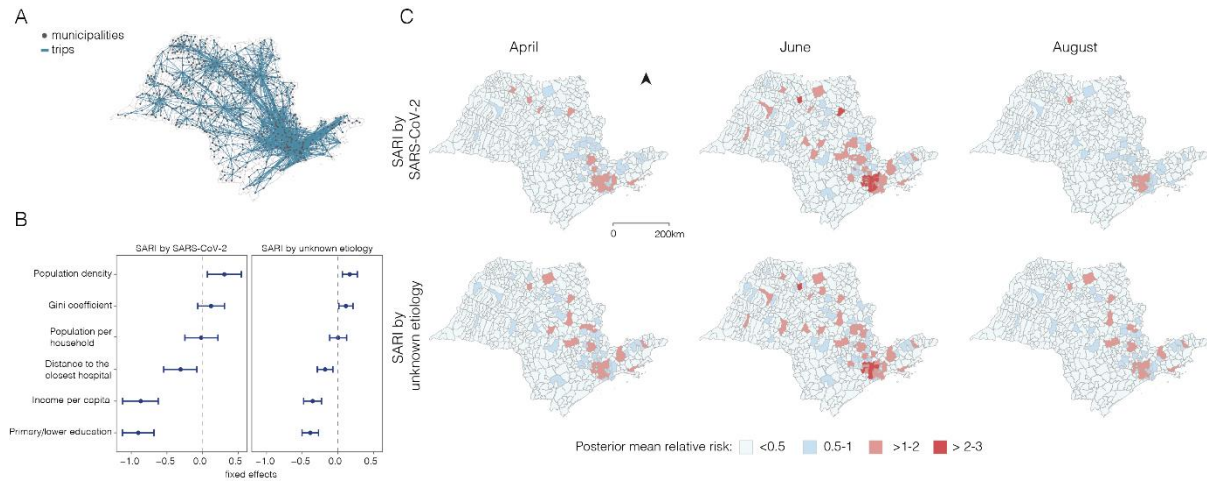 A
municipalities
trips
B
SARI by SARS-CoV-2
SARI by unknown etiology
Population density
Gini coefficient
Population per
household
Distance to the
closest hospital
Income per capita
Primary/lower education
−1.0
−0.5
0.0
0.5
−1.0
−0.5
0.0
0.5
fixed effects
C
April
June
August
SARI by
SARS-CoV-2
0
200km
SARI by
unknown etiology
Posterior mean relative risk:
<0.5
0.5-1
>1-2
> 2-3